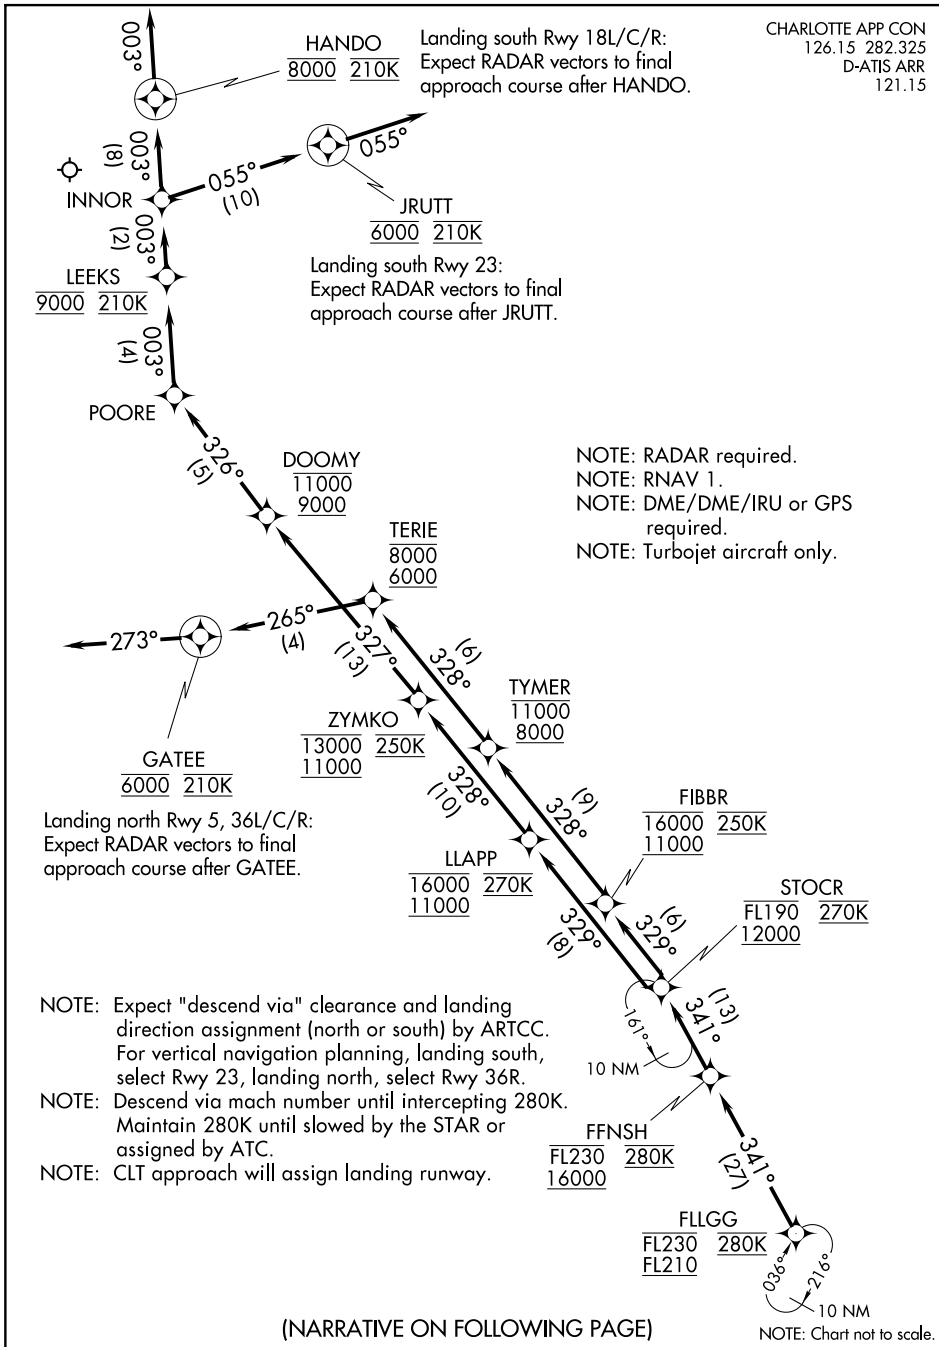 CHARLOTTE APP CON
126.15 282.325
D-ATIS ARR
121.15
003°
HANDO
8000 210K
Landing south Rwy 18L/C/R:
Expect RADAR vectors to final
approach course after HANDO.
003°
(8)
055°
(10)
055°
INNOR
JRUTT
6000 210K
Landing south Rwy 23:
Expect RADAR vectors to final
approach course after JRUTT.
003°
(2)
LEEKS
9000 210K
003°
(4)
POORE
326°
(5)
DOOMY
11000
9000
NOTE: RADAR required.
NOTE: RNAV 1.
NOTE: DME/DME/IRU or GPS
required.
NOTE: Turbojet aircraft only.
TERIE
8000
6000
273°
265°
(4)
327°
(13)
328°
(6)
GATEE
6000 210K
Landing north Rwy 5, 36L/C/R:
Expect RADAR vectors to final
approach course after GATEE.
ZYMKO
13000 250K
11000
TYMER
11000
8000
328°
(10)
328°
(9)
LLAPP
16000 270K
11000
FIBBR
16000 250K
11000
329°
(8)
329°
(6)
STOCR
FL190 270K
12000
161°
10 NM
341°
(13)
NOTE: Expect "descend via" clearance and landing
direction assignment (north or south) by ARTCC.
For vertical navigation planning, landing south,
select Rwy 23, landing north, select Rwy 36R.
NOTE: Descend via mach number until intercepting 280K.
Maintain 280K until slowed by the STAR or
assigned by ATC.
NOTE: CLT approach will assign landing runway.
FFNSH
FL230 280K
16000
341°
(27)
FLLGG
FL230 280K
FL210
036°
216°
10 NM
(NARRATIVE ON FOLLOWING PAGE)
NOTE: Chart not to scale.